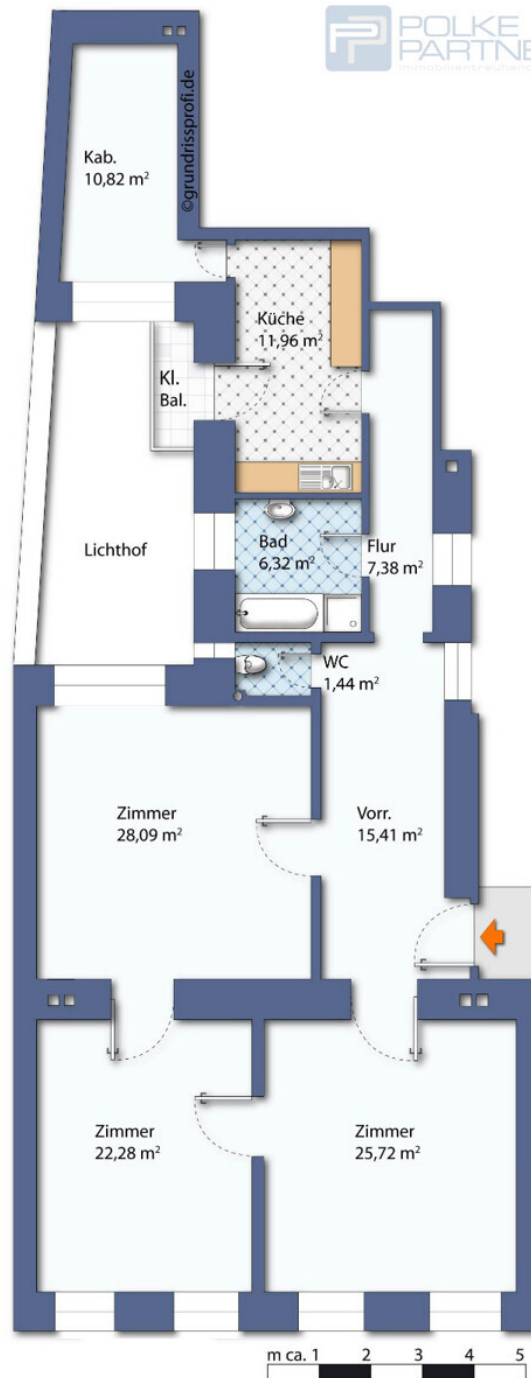 POLKE
PARTNE
immobilientreuhand
©grundrissprofi.de
Kab.
10,82 m²
Küche
11,96 m²
Kl.
Bal.
Lichthof
Bad
6,32 m²
Flur
7,38 m²
WC
1,44 m²
Zimmer
28,09 m²
Vorr.
15,41 m²
Zimmer
22,28 m²
Zimmer
25,72 m²
m ca. 1 2 3 4 5